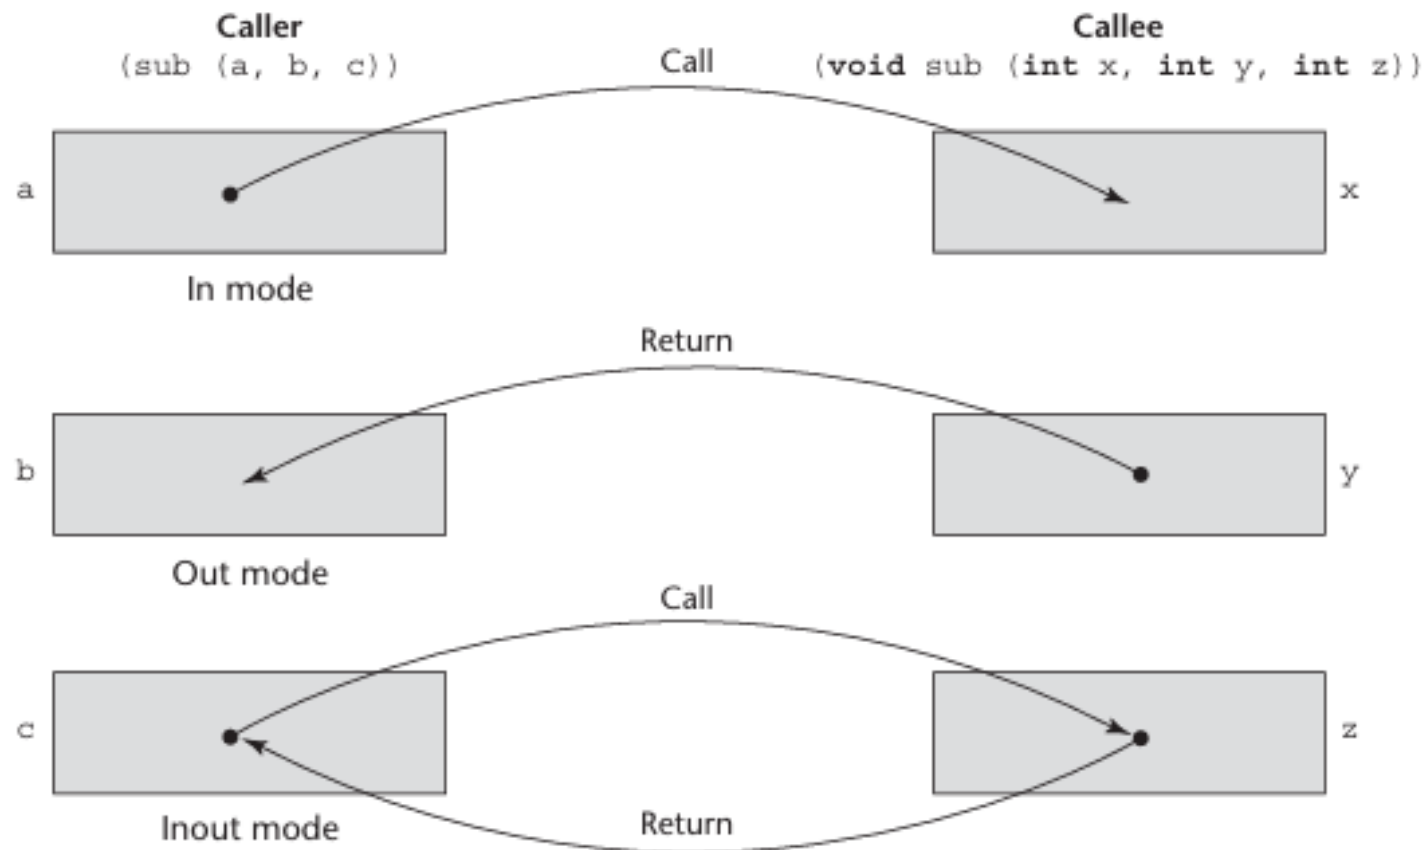 Caller
Callee
(sub (a, b, c))
Call
(void sub (int x, int y, int z))
a
x
In mode
Return
b
y
Out mode
Call
c
z
Inout mode
Return